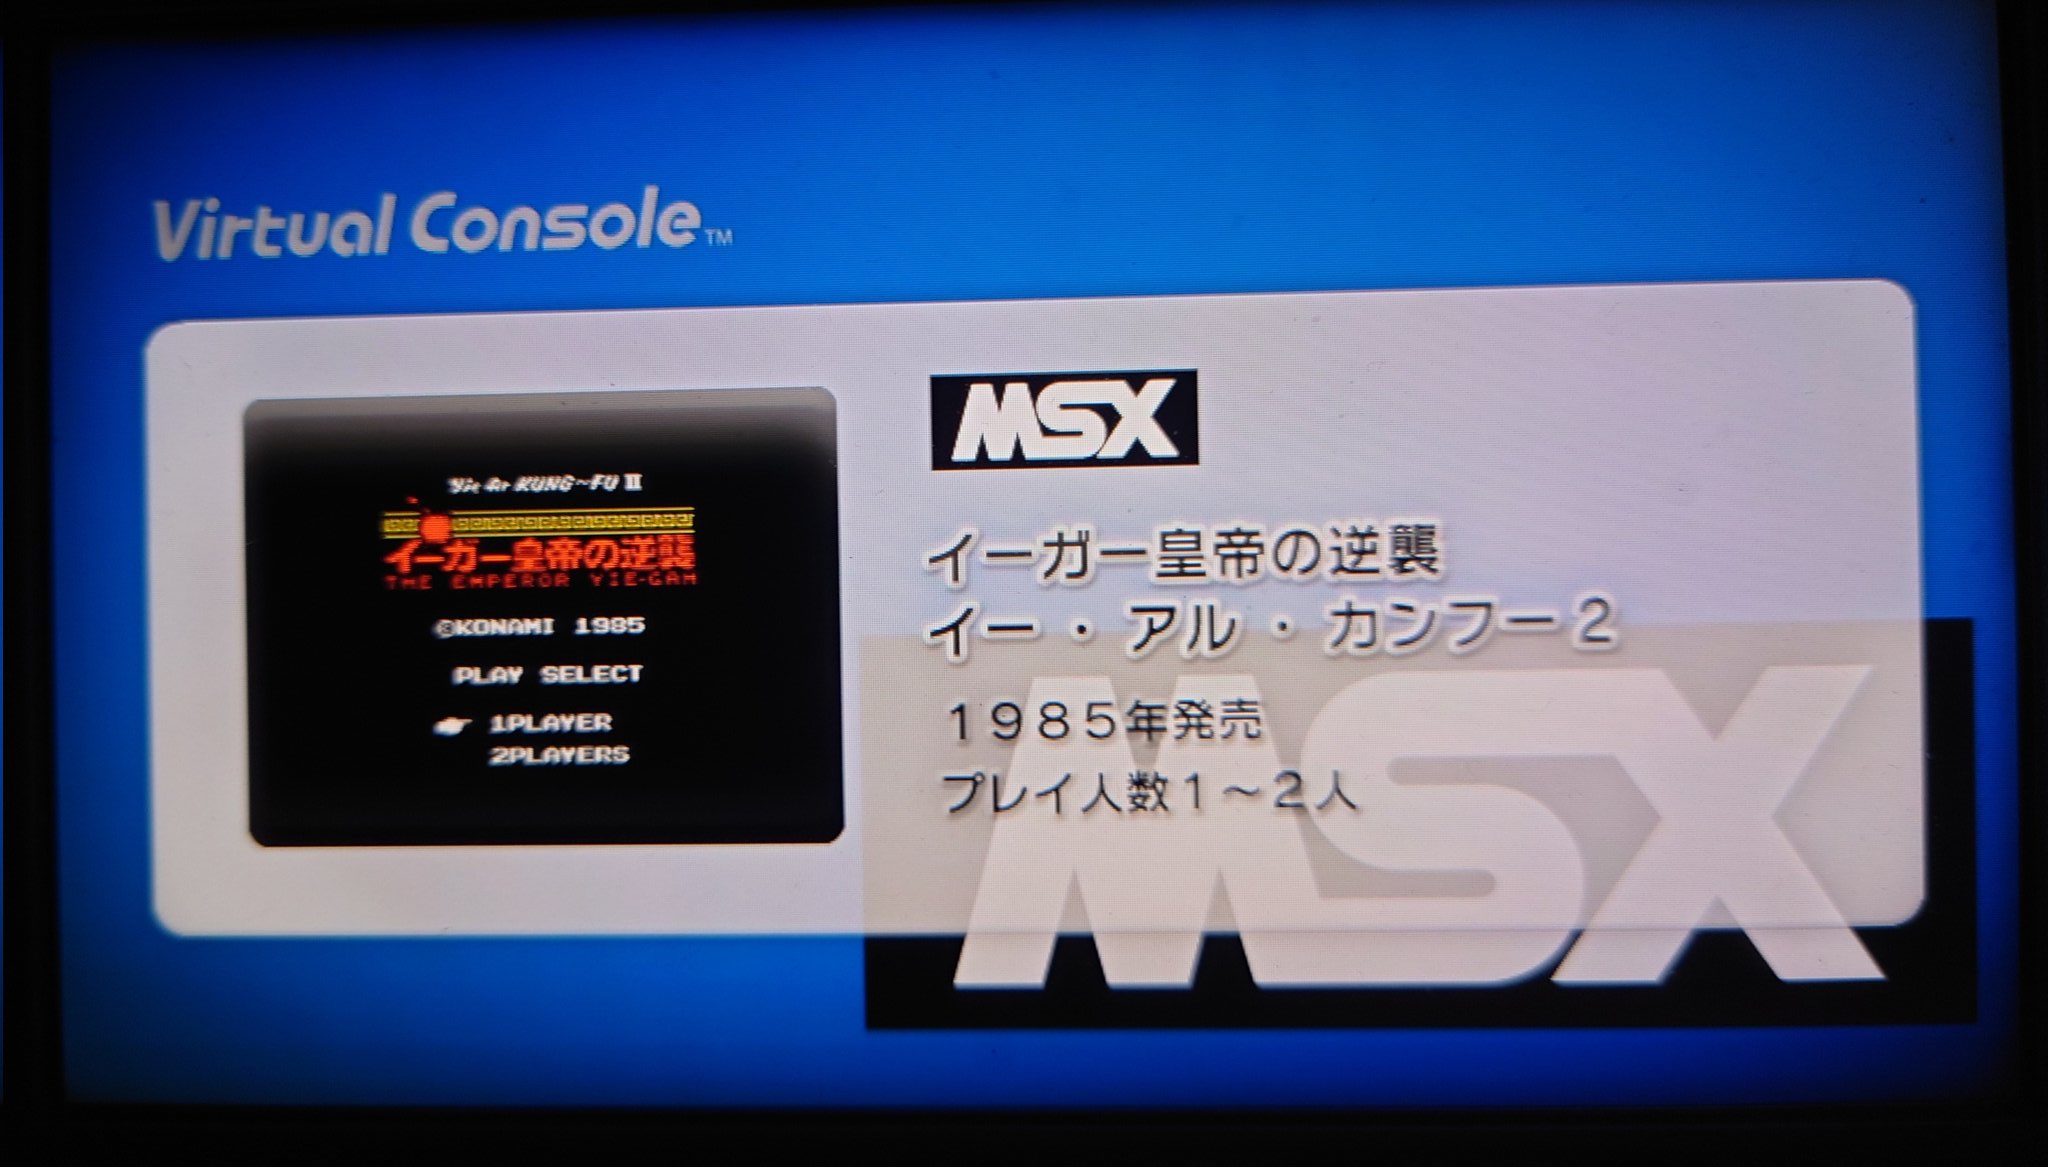 Virtual Console™
Yie Ar KUNG~FU II
イーガー皇帝の逆襲
THE EMPEROR YIE-GAH
©KONAMI 1985
PLAY SELECT
1PLAYER
2PLAYERS
MSX
イーガー皇帝の逆襲
イー・アル・カンフー2
1985年発売
プレイ人数1～2人
MSX